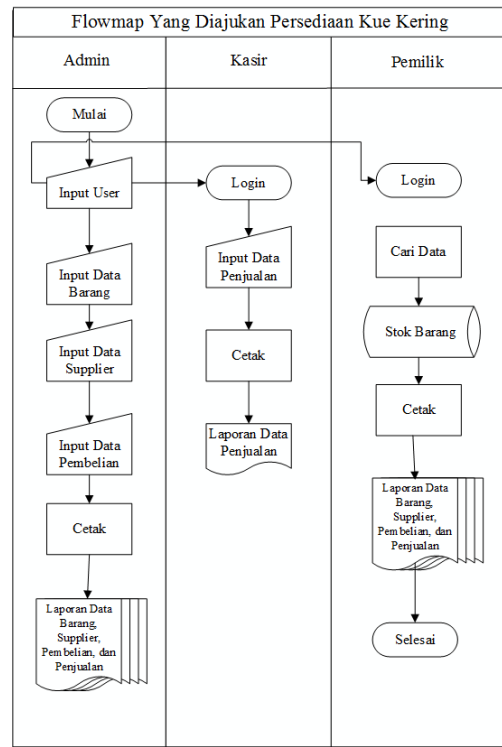 Flowmap Yang Diajukan Persediaan Kue Kering
Admin
Kasir
Pemilik
Mulai
Input User
Input Data
Barang
Input Data
Supplier
Input Data
Pembelian
Cetak
Laporan Data
Barang,
Supplier,
Pembelian, dan
Penjualan
Login
Input Data
Penjualan
Cetak
Laporan Data
Penjualan
Login
Cari Data
Stok Barang
Cetak
Laporan Data
Barang,
Supplier,
Pembelian, dan
Penjualan
Selesai